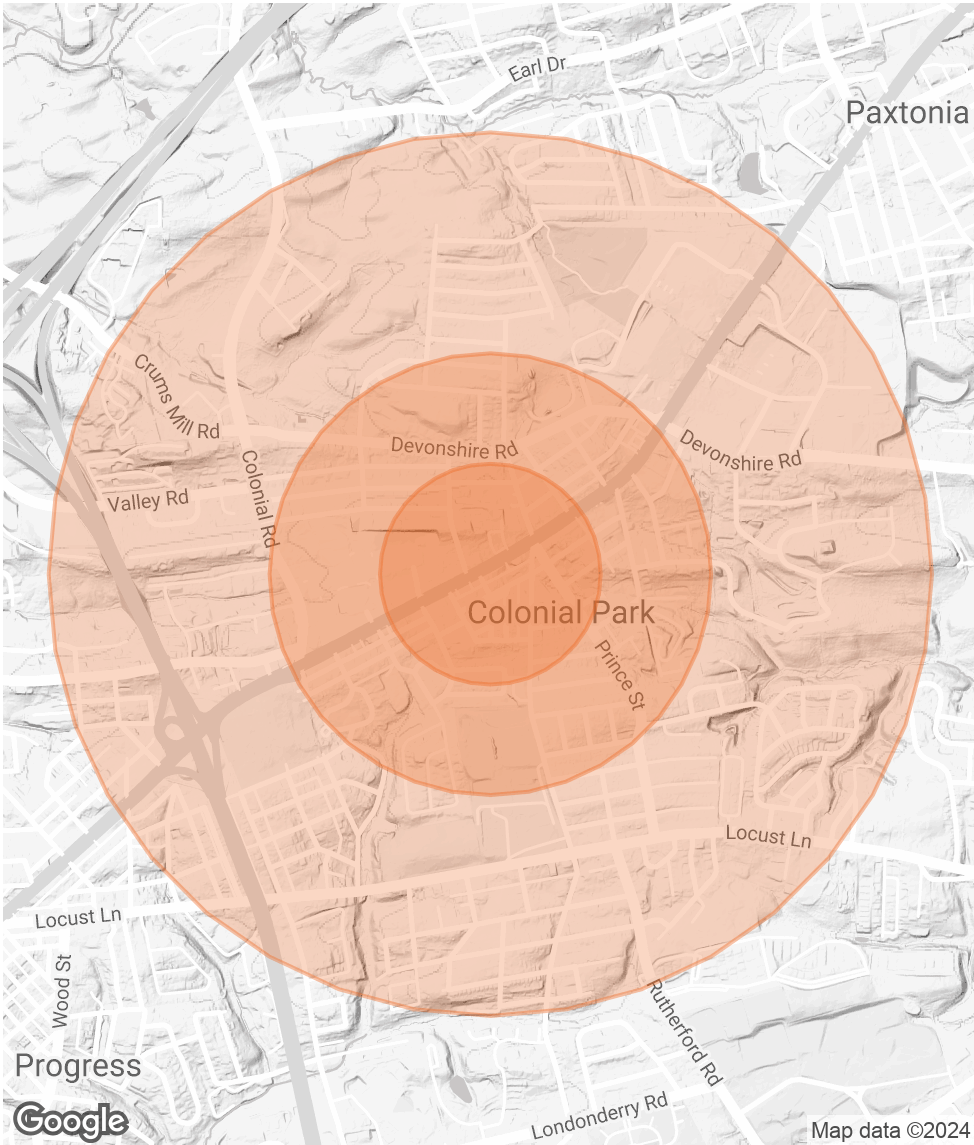 Earl Dr
Paxtonia
Crums Mill Rd
Devonshire Rd
Devonshire Rd
Valley Rd
Colonial Rd
Colonial Park
Prince St
Locust Ln
Locust Ln
Wood St
Rutherford Rd
Progress
Londonderry Rd
Google
Map data ©2024